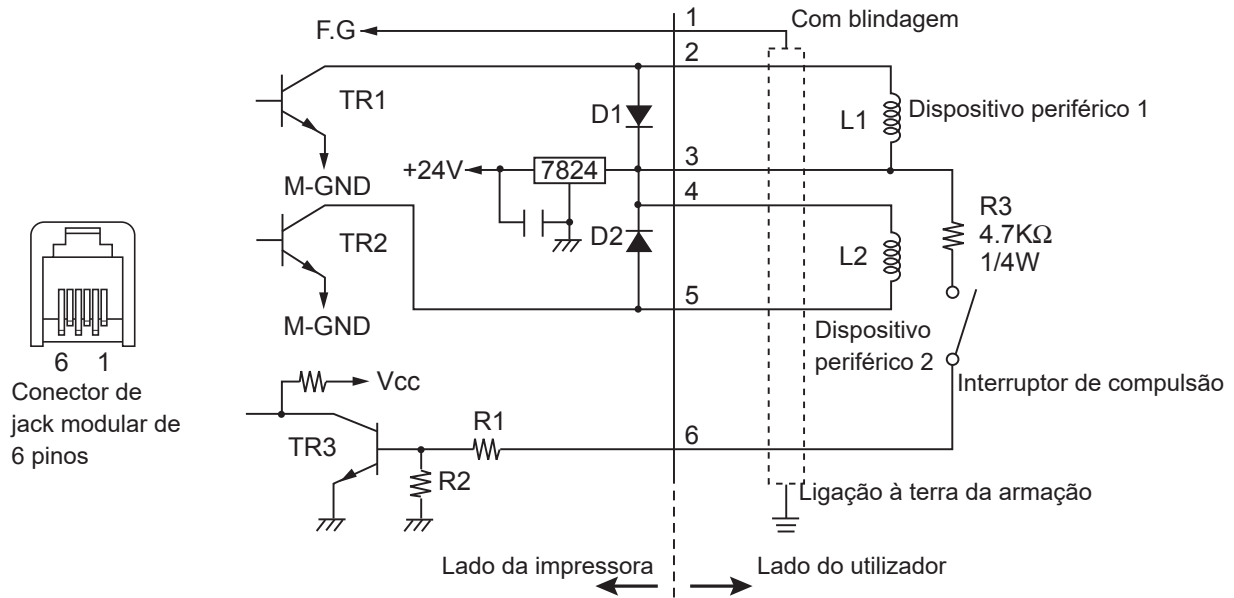 F.G
1
Com blindagem
2
TR1
D1
L1
Dispositivo periférico 1
M-GND
+24V
7824
3
4
R3
4.7KΩ
1/4W
TR2
D2
L2
M-GND
5
Dispositivo
periférico 2
6 1
Conector de
jack modular de
6 pinos
Vcc
Interruptor de compulsão
TR3
R1
6
R2
Ligação à terra da armação
Lado da impressora
Lado do utilizador